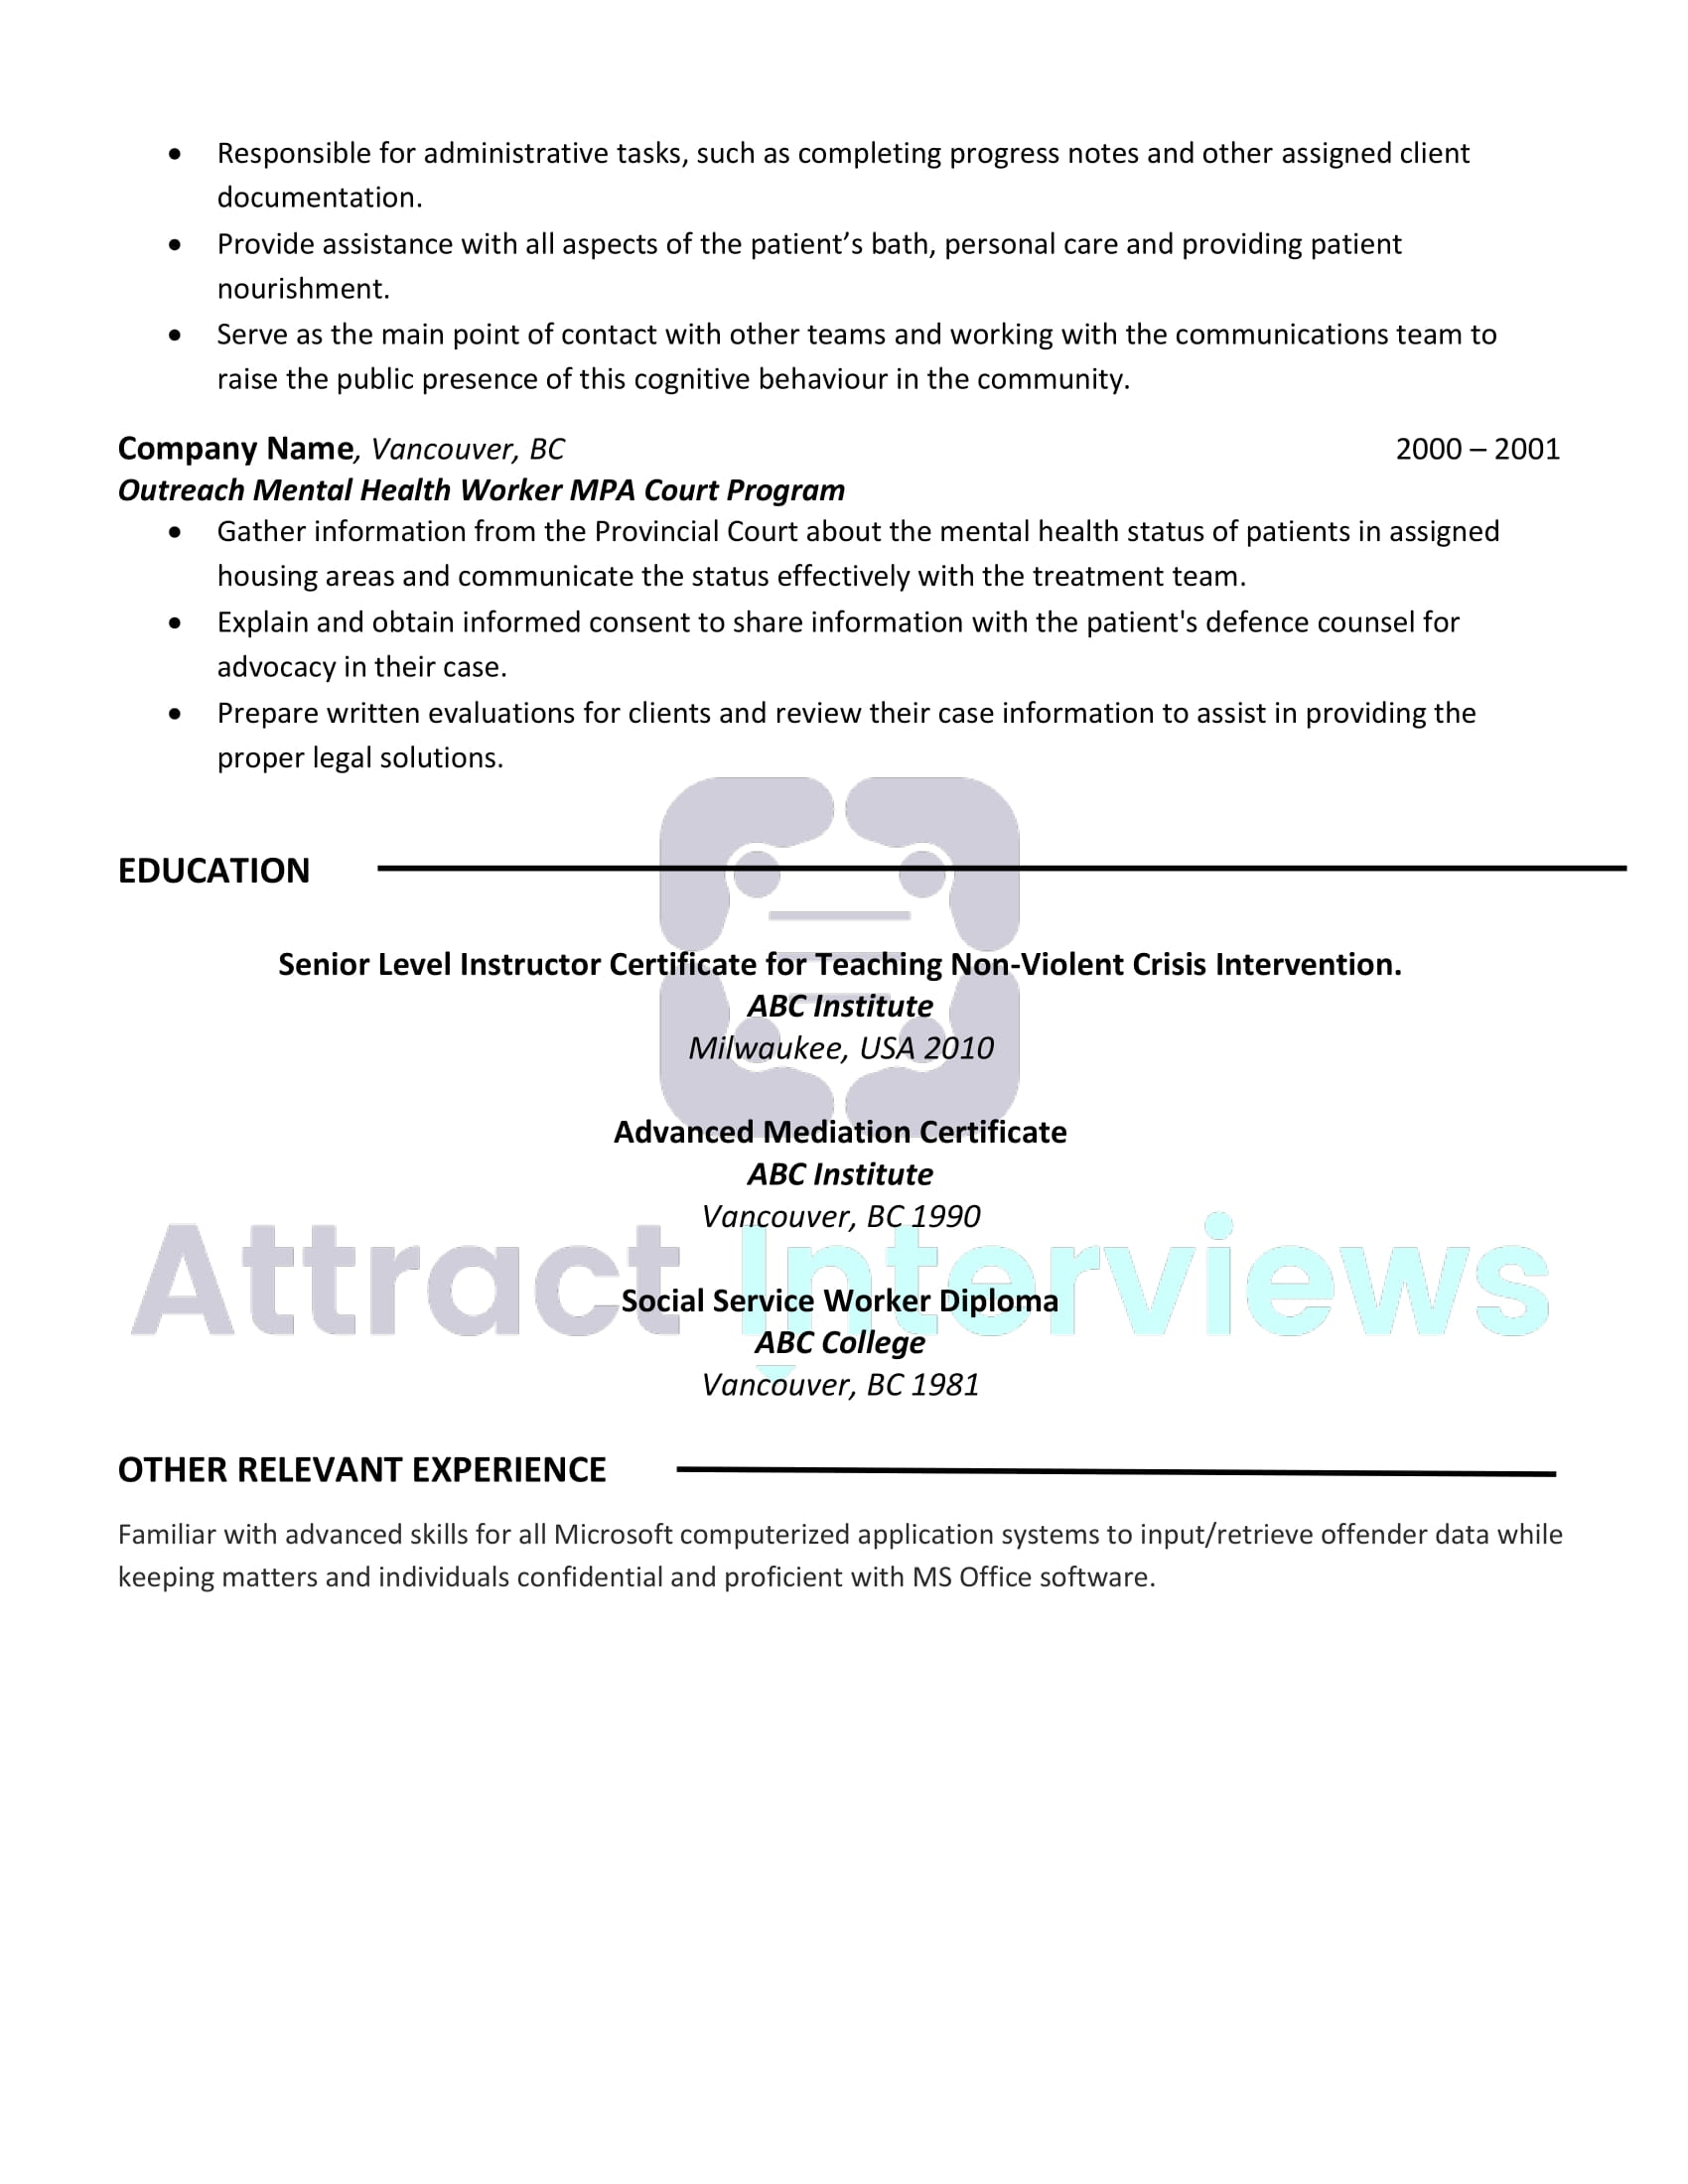 • Responsible for administrative tasks, such as completing progress notes and other assigned client
documentation.
• Provide assistance with all aspects of the patient’s bath, personal care and providing patient
nourishment.
• Serve as the main point of contact with other teams and working with the communications team to
raise the public presence of this cognitive behaviour in the community.
Company Name, Vancouver, BC 2000 – 2001
Outreach Mental Health Worker MPA Court Program
• Gather information from the Provincial Court about the mental health status of patients in assigned
housing areas and communicate the status effectively with the treatment team.
• Explain and obtain informed consent to share information with the patient's defence counsel for
advocacy in their case.
• Prepare written evaluations for clients and review their case information to assist in providing the
proper legal solutions.
EDUCATION
Senior Level Instructor Certificate for Teaching Non-Violent Crisis Intervention.
ABC Institute
Milwaukee, USA 2010
Advanced Mediation Certificate
ABC Institute
Vancouver, BC 1990
Attract Interviews
Social Service Worker Diploma
ABC College
Vancouver, BC 1981
OTHER RELEVANT EXPERIENCE
Familiar with advanced skills for all Microsoft computerized application systems to input/retrieve offender data while
keeping matters and individuals confidential and proficient with MS Office software.